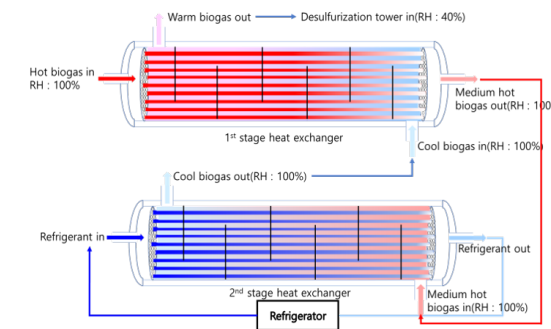 Warm biogas out
Desulfurization tower in(RH : 40%)
Hot biogas in
RH : 100%
Medium hot
biogas out(RH : 100
1st stage heat exchanger
Cool biogas in(RH : 100%)
Cool biogas out(RH : 100%)
Refrigerant in
Refrigerant out
2nd stage heat exchanger
Medium hot
biogas in(RH : 100%)
Refrigerator